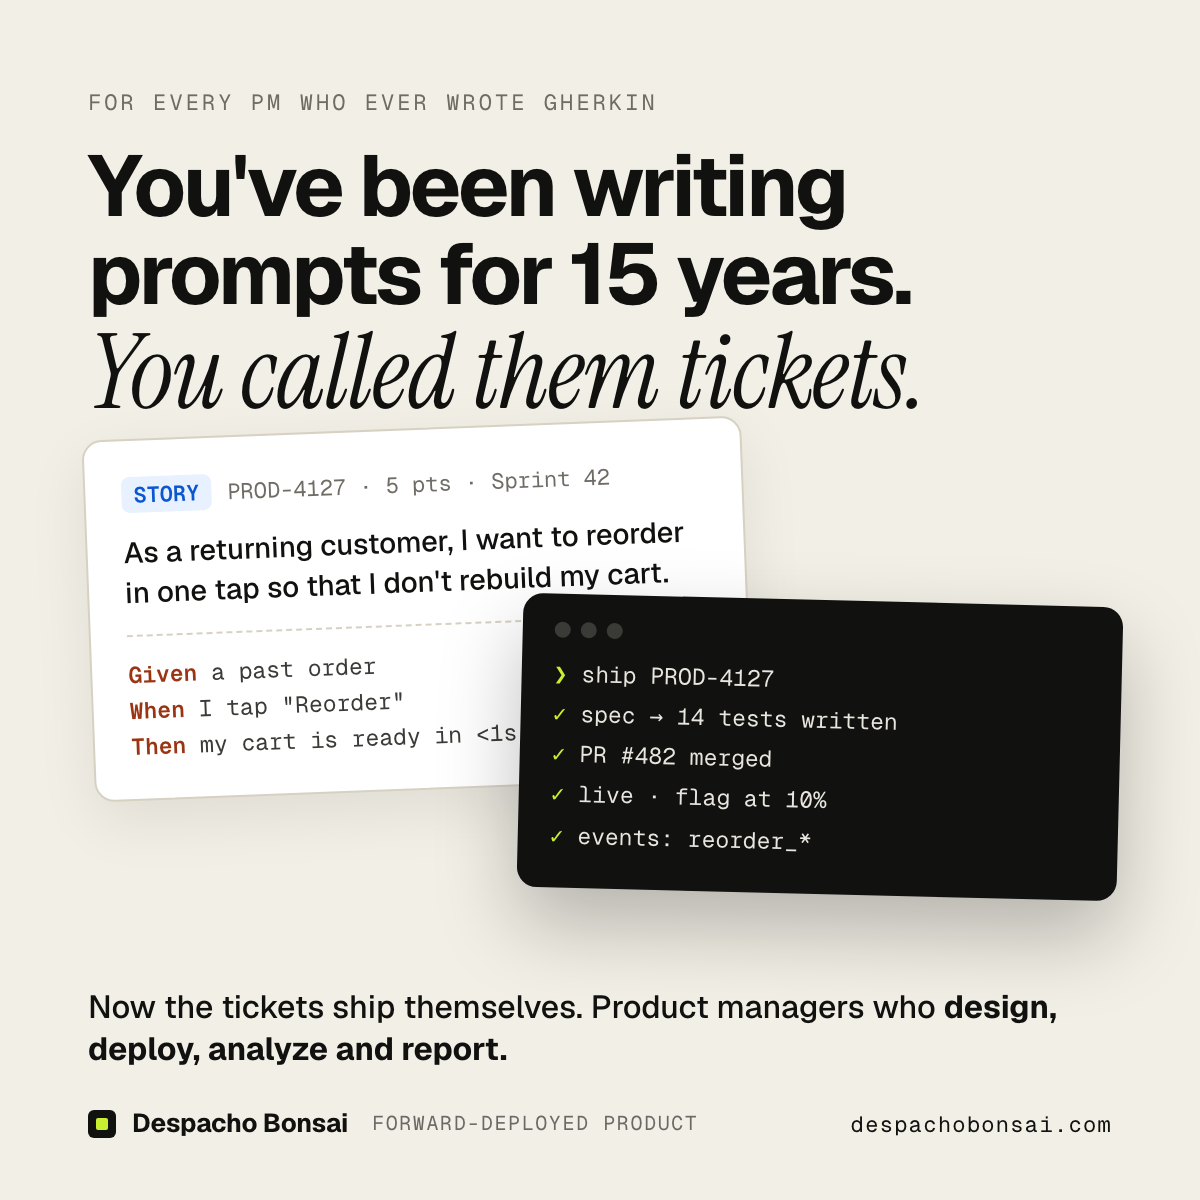 FOR EVERY PM WHO EVER WROTE GHERKIN
You've been writing
prompts for 15 years.
You called them tickets.
STORY PROD-4127 · 5 pts · Sprint 42
As a returning customer, I want to reorder
in one tap so that I don't rebuild my cart.
Given a past order
When I tap "Reorder"
Then my cart is ready in <1s
❯ ship PROD-4127
✓ spec → 14 tests written
✓ PR #482 merged
✓ live · flag at 10%
✓ events: reorder_*
Now the tickets ship themselves. Product managers who design,
deploy, analyze and report.
Despacho Bonsai FORWARD-DEPLOYED PRODUCT despachobonsai.com